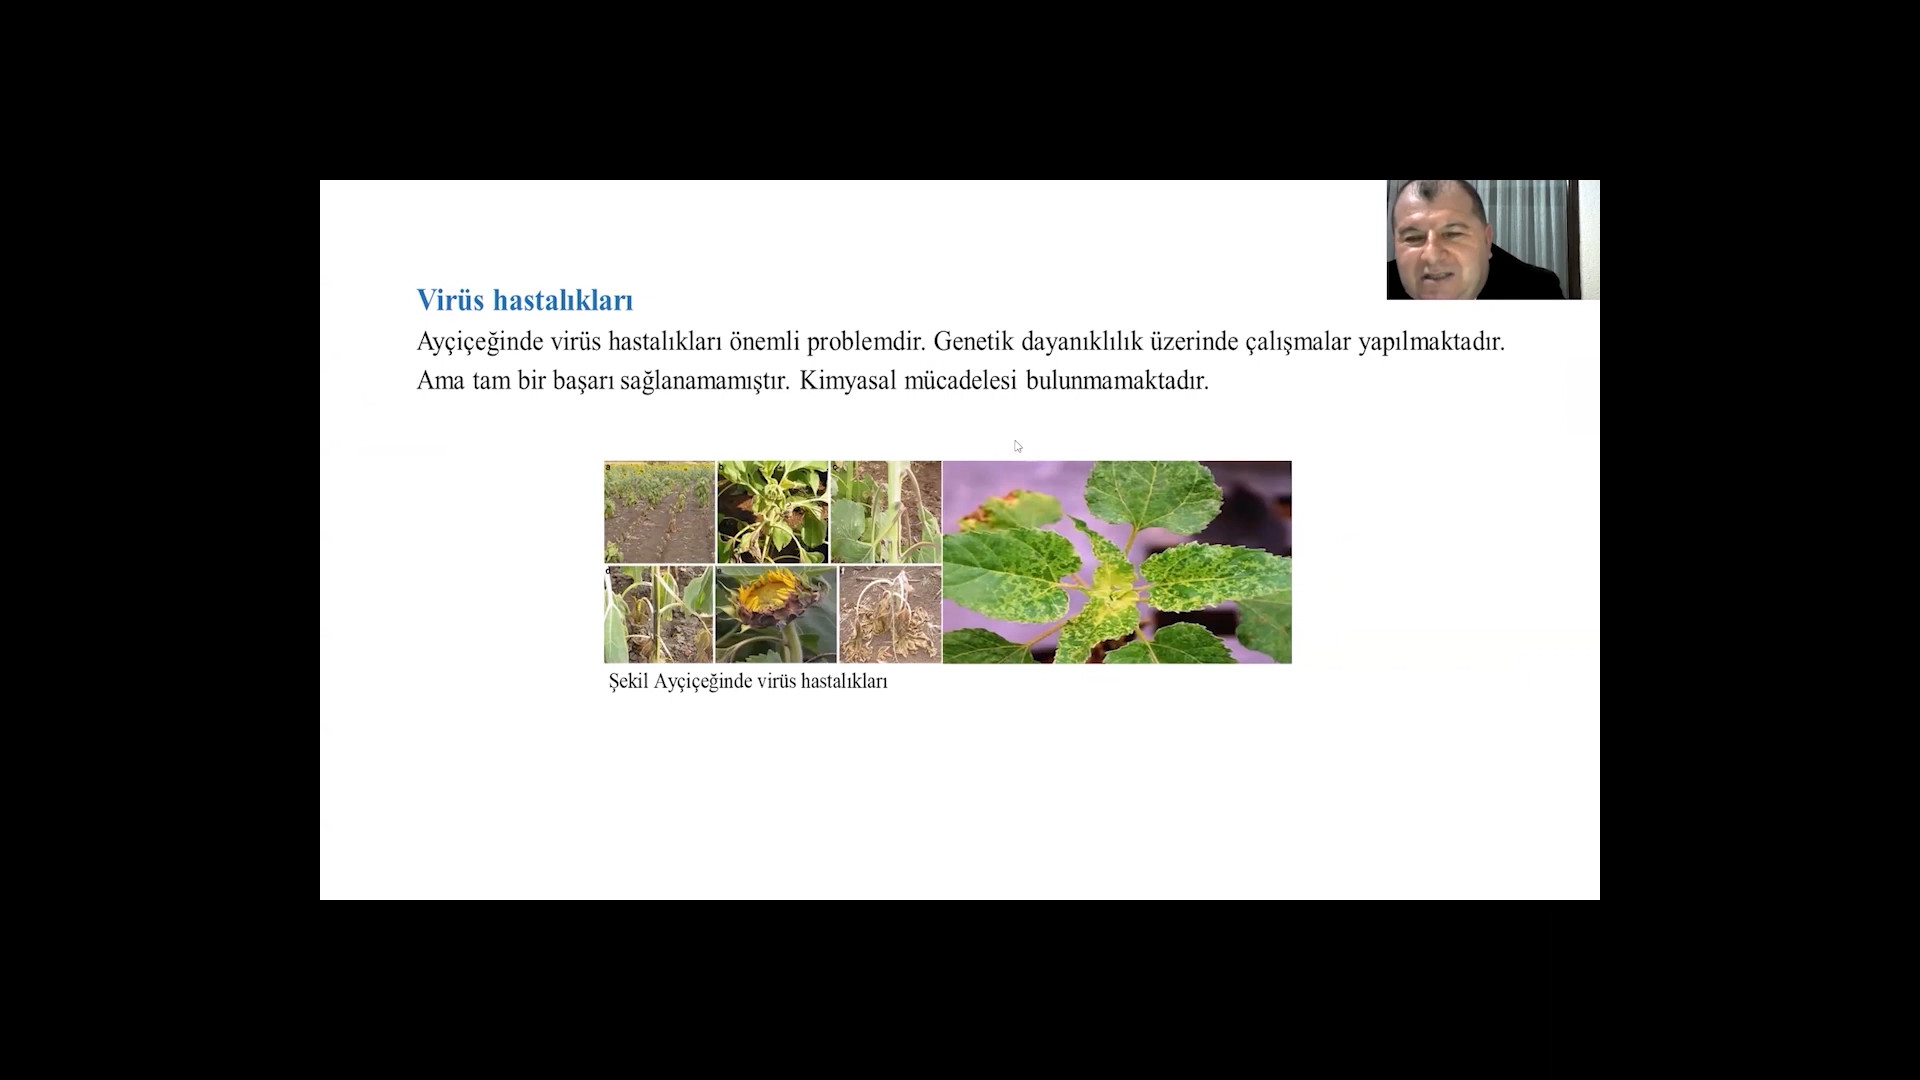 Virüs hastalıkları
Ayçiçeğinde virüs hastalıkları önemli problemdir. Genetik dayanıklılık üzerinde çalışmalar yapılmaktadır.
Ama tam bir başarı sağlanamamıştır. Kimyasal mücadelesi bulunmamaktadır.
a
b
c
d
e
f
Şekil Ayçiçeğinde virüs hastalıkları